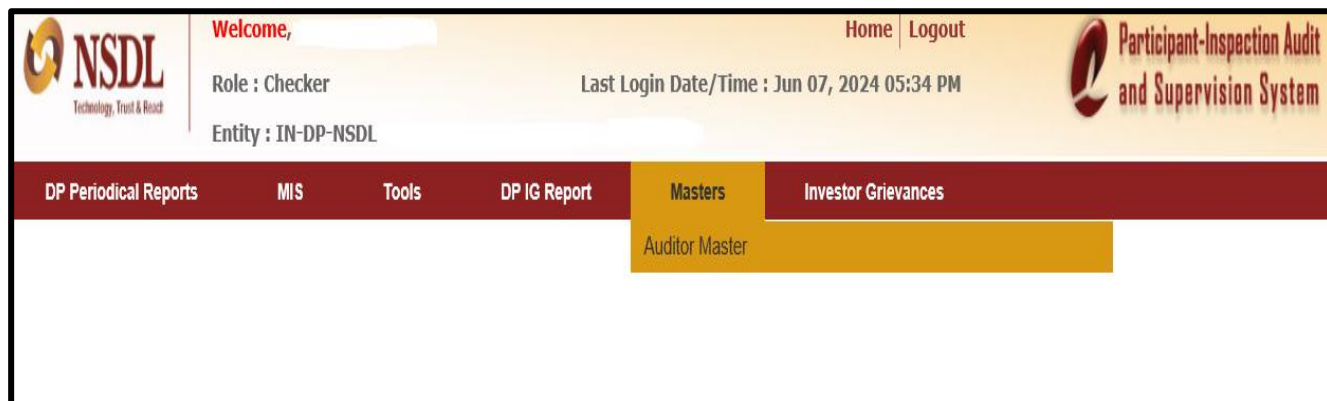 NSDL
Technology, Trust & Reach
Welcome,
Home | Logout
Role : Checker
Last Login Date/Time : Jun 07, 2024 05:34 PM
Entity : IN-DP-NSDL
Participant-Inspection Audit
and Supervision System
DP Periodical Reports MIS Tools DP IG Report Masters Investor Grievances
Auditor Master